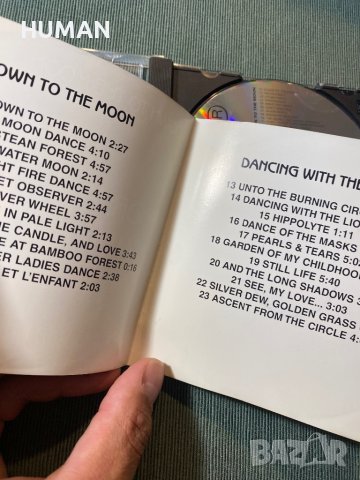 HUMAN
OWN TO THE MOON
OWN TO THE MOON 2:27
MOON DANCE 4:10
STEAN FOREST 4:57
WATER MOON 2:14
HT FIRE DANCE 4:57
ET OBSERVER 2:44
VER WHEEL 3:57
IN PALE LIGHT 2:13
THE CANDLE, AND LOVE 3:43
E AT BAMBOO FOREST 0:16
ER LADIES DANCE 2:38
ET L'ENFANT 2:03
DANCING WITH THE
13 UNTO THE BURNING CIR
14 DANCING WITH THE LIO
15 HIPPOLYTE 1:11
16 DANCE OF THE MASKS
17 PEARLS & TEARS 5:02
18 GARDEN OF MY CHILDHOO
19 STILL LIFE 5:40
20 AND THE LONG SHADOWS
21 SEE, MY LOVE... 3:03
22 SILVER DEW, GOLDEN GRASS
23 ASCENT FROM THE CIRCLE 4:
BAZAR